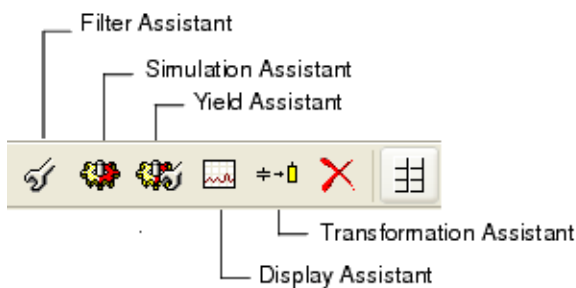 Filter Assistant
Simulation Assistant
Yield Assistant
Transformation Assistant
Display Assistant